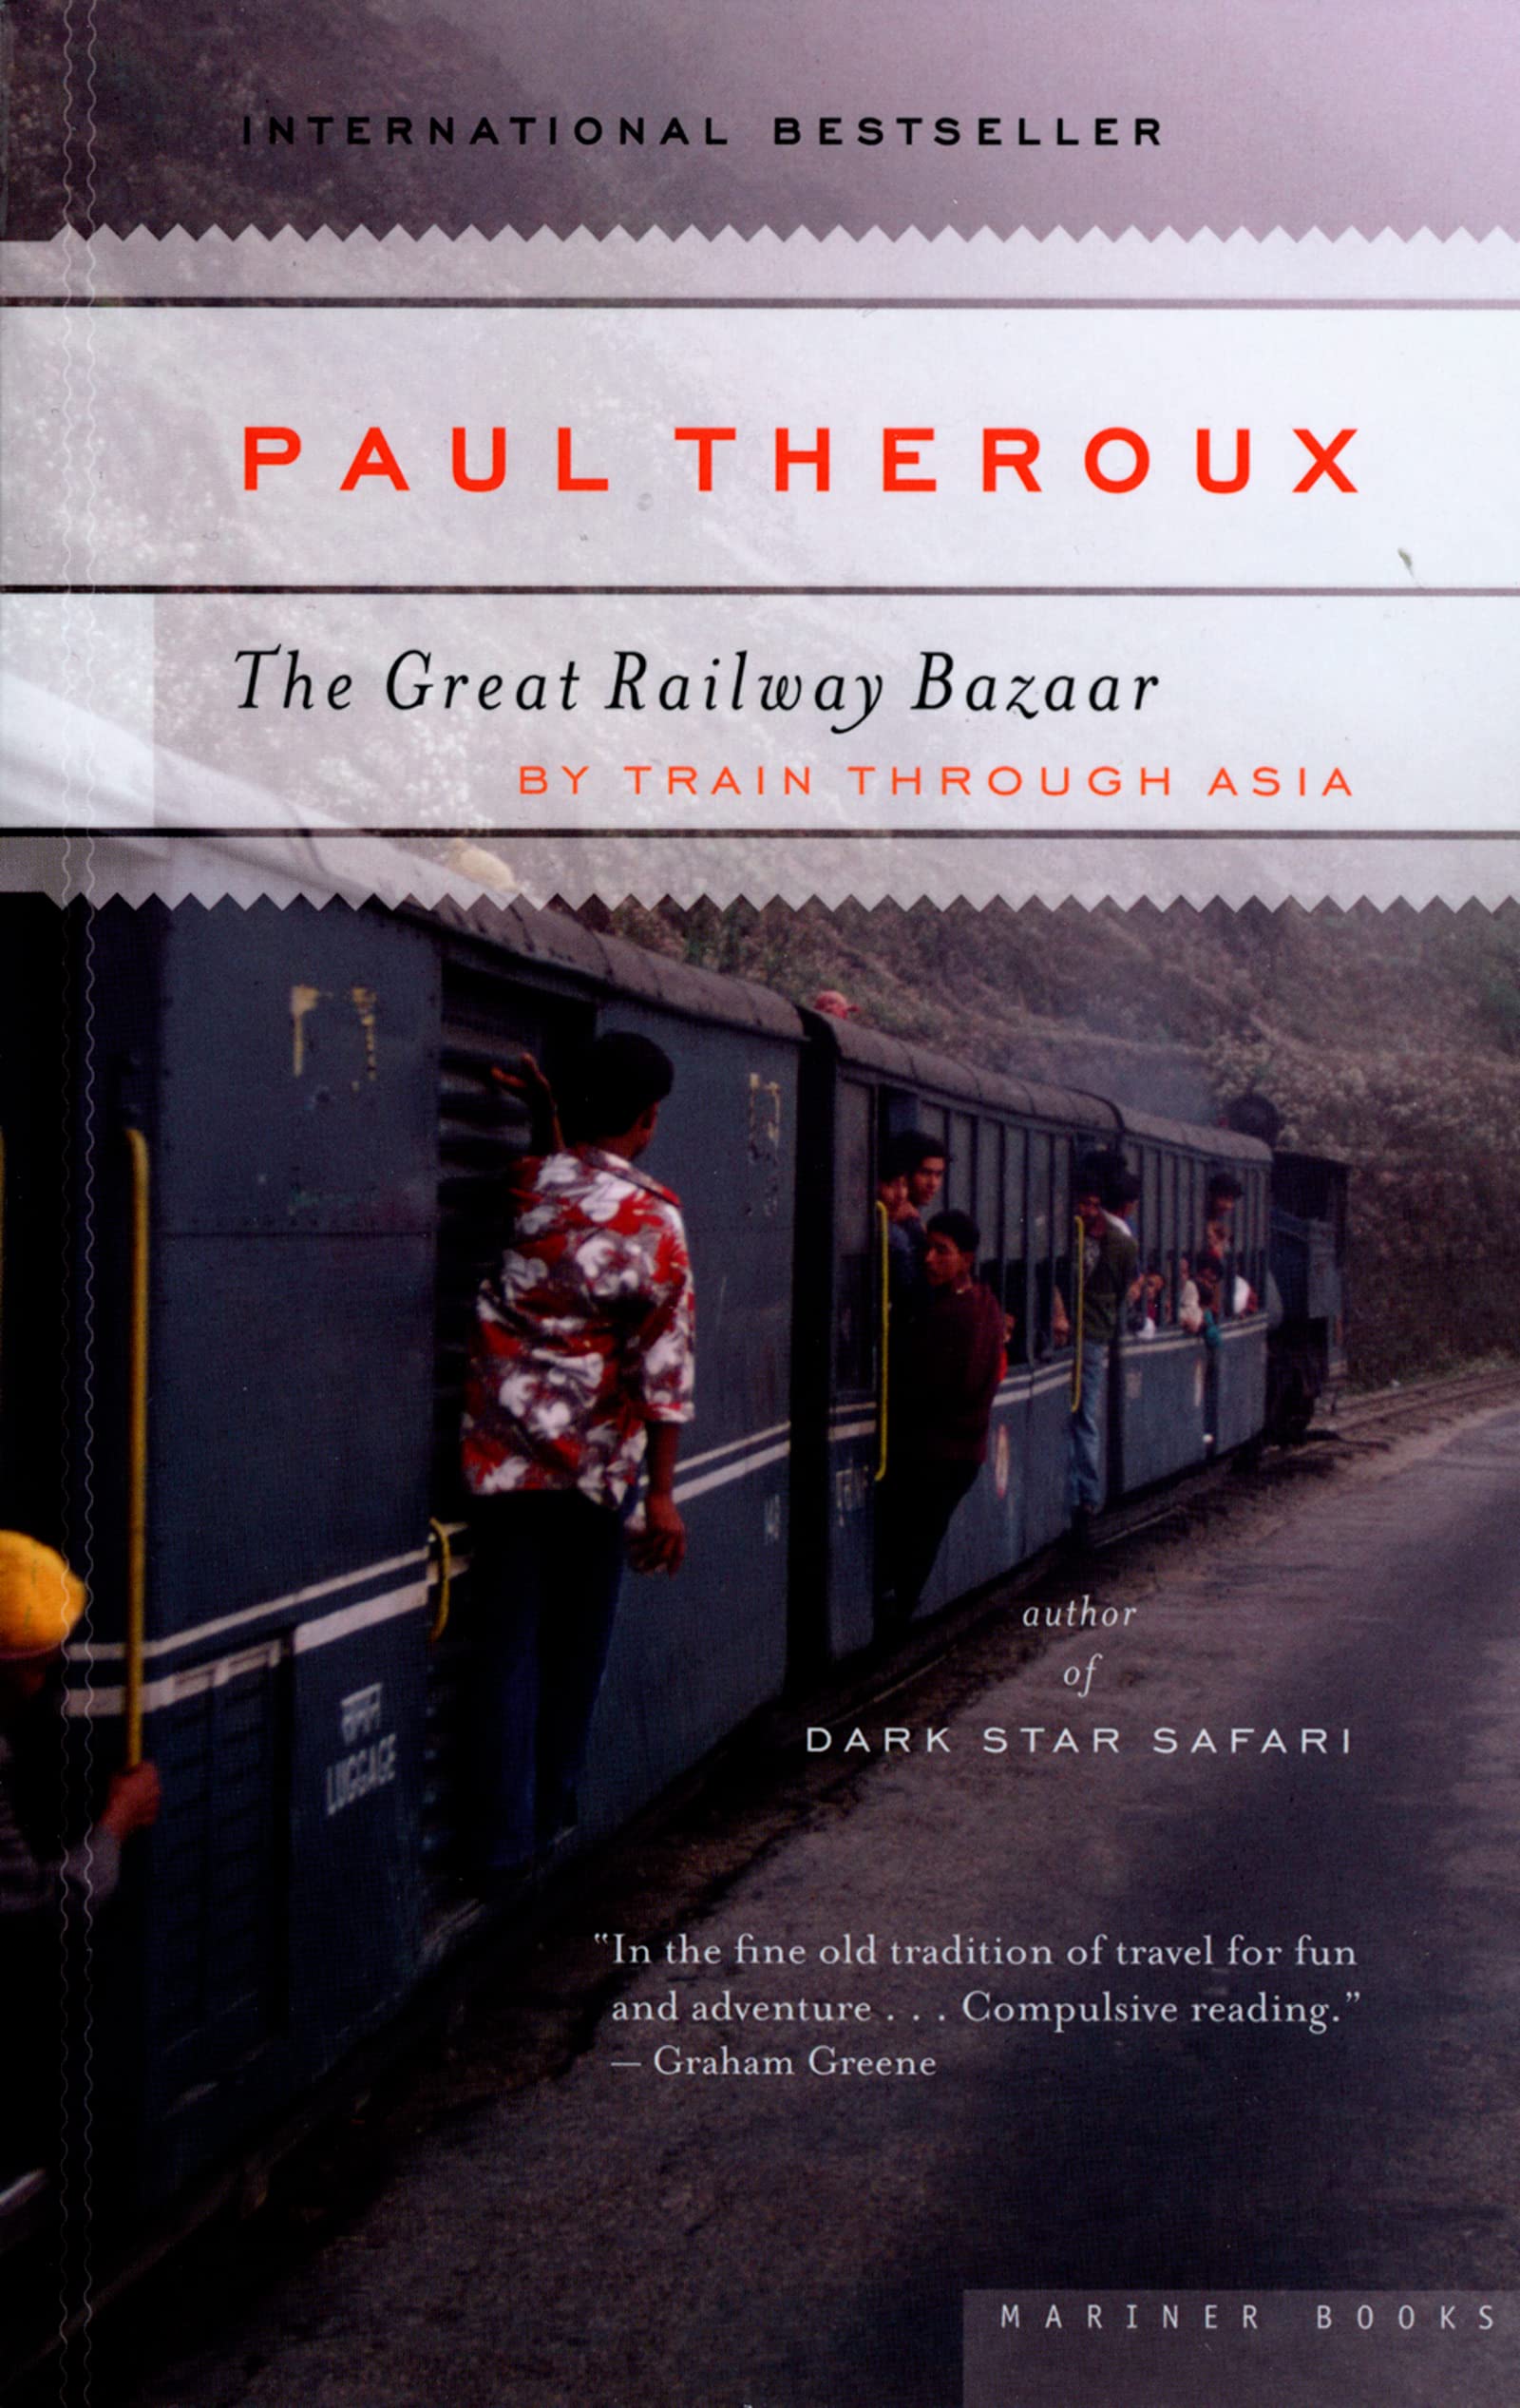 INTERNATIONAL BESTSELLER
PAUL THEROUX
The Great Railway Bazaar
BY TRAIN THROUGH ASIA
LUGGAGE
author
of
DARK STAR SAFARI
“In the fine old tradition of travel for fun
and adventure . . . Compulsive reading.”
— Graham Greene
MARINER BOOKS